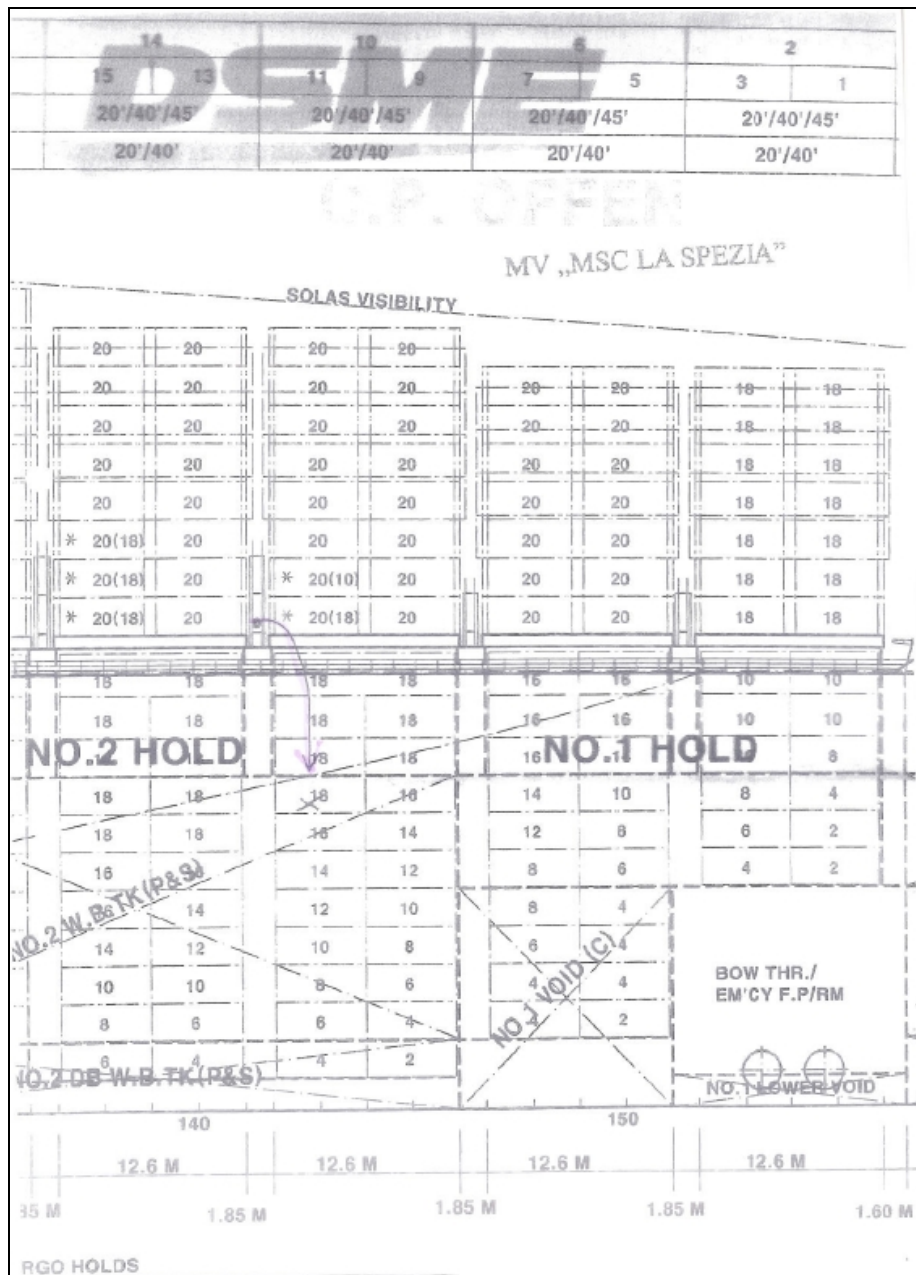 14 10 6 2
15 13 11 9 7 5 3 1
DSME
20'/40'/45' 20'/40'/45' 20'/40'/45' 20'/40'/45'
20'/40' 20'/40' 20'/40' 20'/40'
C.P. OFFEN
MV „MSC LA SPEZIA”
SOLAS VISIBILITY
20 20 20 20
20 20 20 20 20 20 18 18
20 20 20 20 20 20 18 18
20 20 20 20 20 20 18 18
20 20 20 20 20 20 18 18
* 20(18) 20 20 20 20 20 18 18
* 20(18) 20 * 20(10) 20 20 20 18 18
* 20(18) 20 * 20(18) 20 20 20 18 18
18 18 18 18 16 16 10 10
18 18 18 18 16 16 10 10
NO.2 HOLD 18 18 16 NO.1 HOLD 8
18 18 18 16 14 10 8 4
18 18 16 14 12 8 6 2
16 14 12 8 6 4 2
NO.2 W.B.TK(P&S)
14 12 10 8 4
14 12 10 8 6 4
10 10 8 6 4 4
8 6 6 4 2
NO.1 VOID (C)
BOW THR./
EM'CY F.P/RM
6 4 4 2
NO.2 DB W.B.TK(P&S)
NO.1 LOWER VOID
140 150
12.6 M 12.6 M 12.6 M 12.6 M
1.85 M 1.85 M 1.85 M 1.60 M
RGO HOLDS